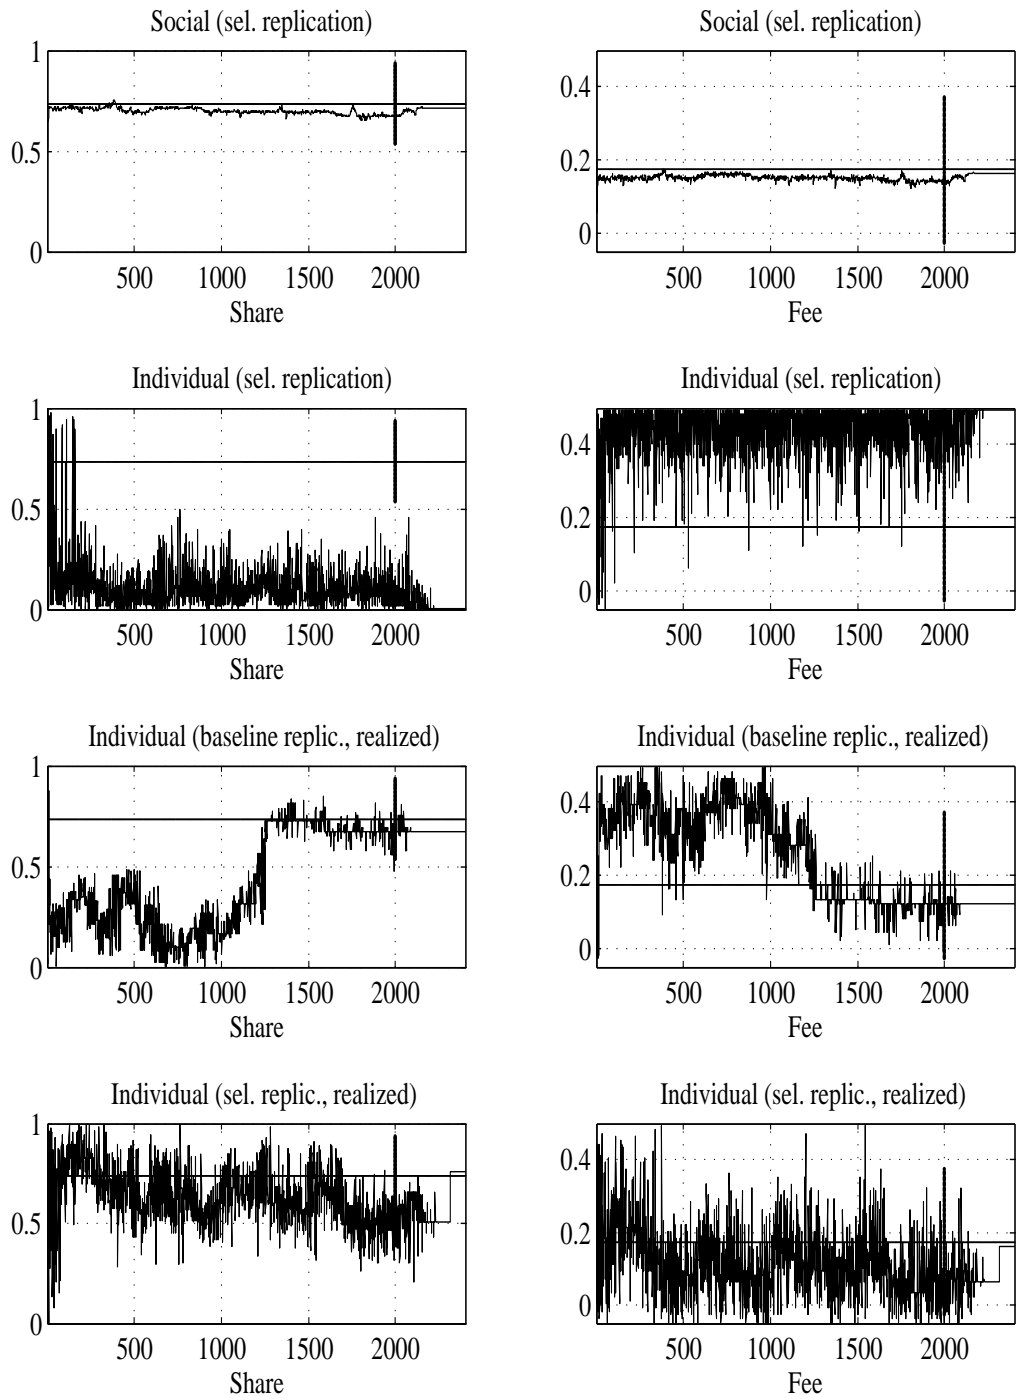 Social (sel. replication)
Social (sel. replication)
1
0.5
0
500 1000 1500 2000
Share
0.4
0.2
0
500 1000 1500 2000
Fee
Individual (sel. replication)
Individual (sel. replication)
1
0.5
0
500 1000 1500 2000
Share
0.4
0.2
0
500 1000 1500 2000
Fee
Individual (baseline replic., realized)
Individual (baseline replic., realized)
1
0.5
0
500 1000 1500 2000
Share
0.4
0.2
0
500 1000 1500 2000
Fee
Individual (sel. replic., realized)
Individual (sel. replic., realized)
1
0.5
0
500 1000 1500 2000
Share
0.4
0.2
0
500 1000 1500 2000
Fee